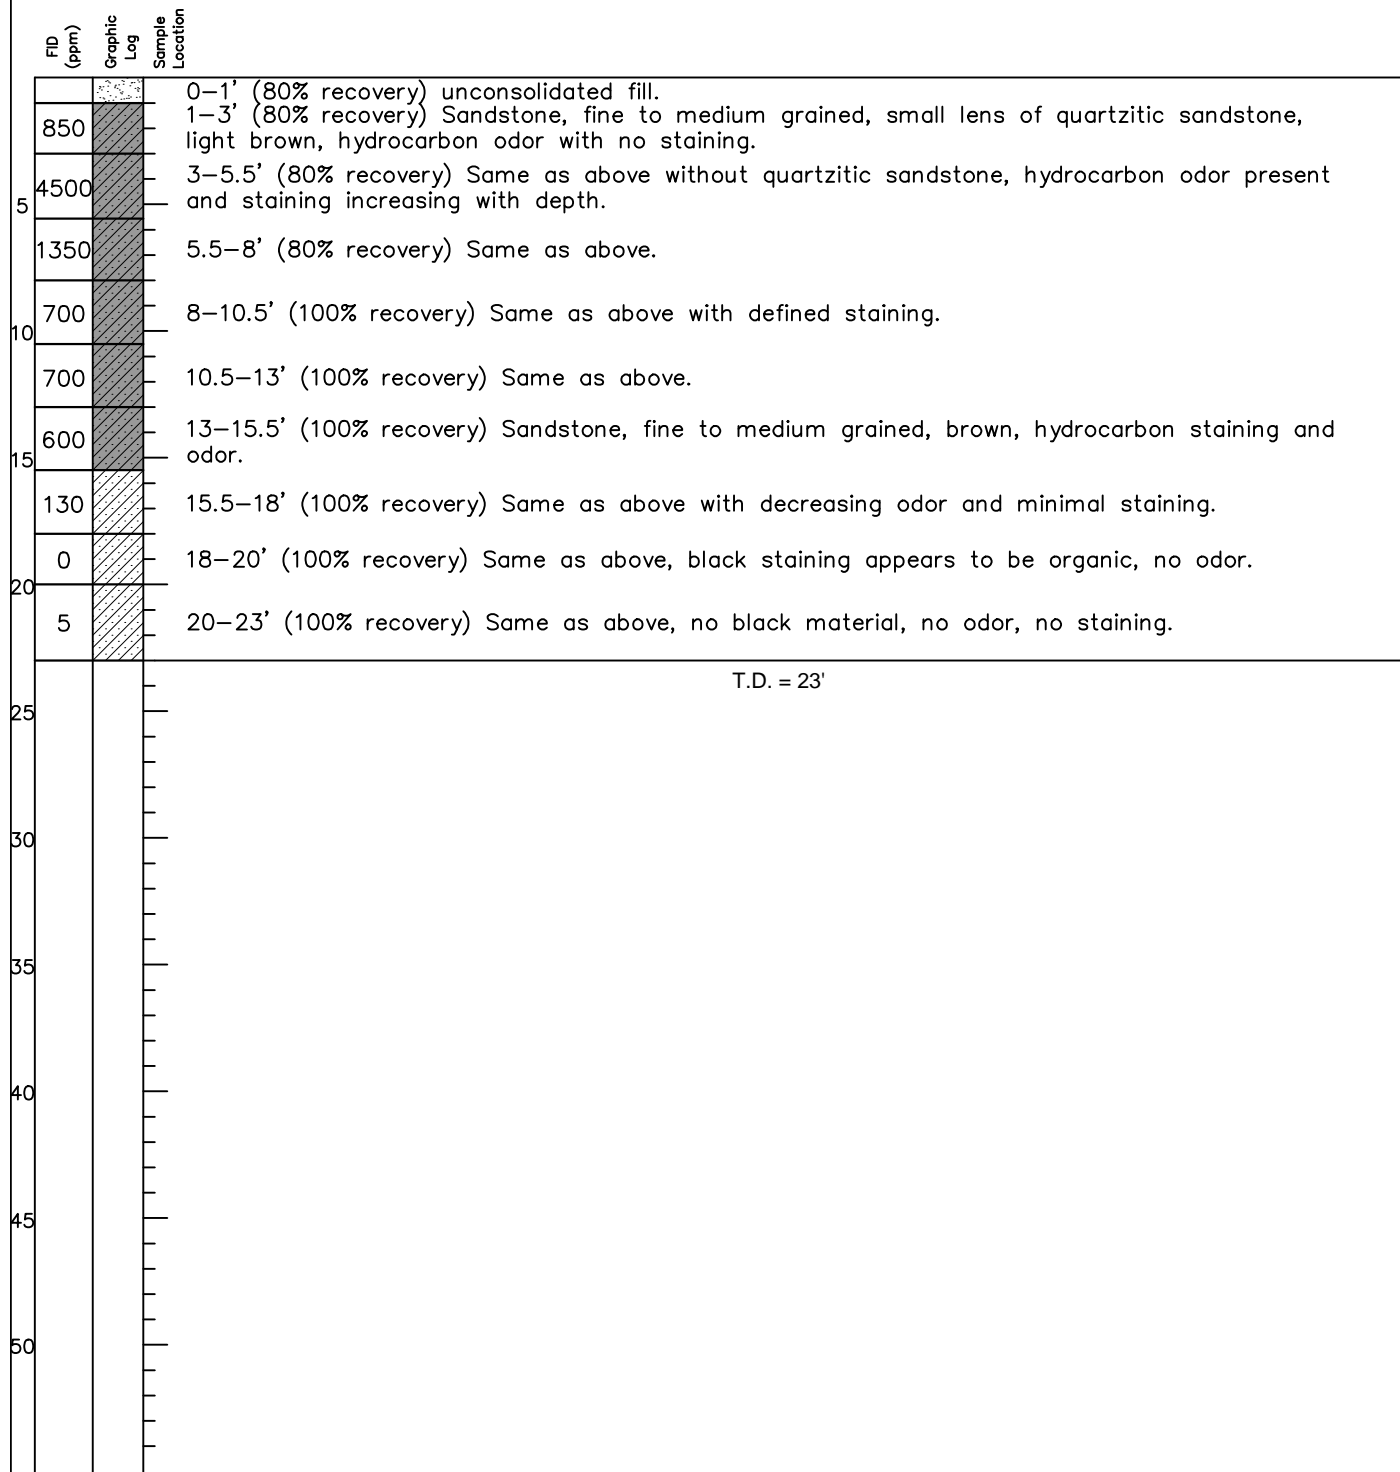 FID
(ppm)
Graphic
Log
Sample
Location
0–1’ (80% recovery) unconsolidated fill.
1–3’ (80% recovery) Sandstone, fine to medium grained, small lens of quartzitic sandstone,
850
light brown, hydrocarbon odor with no staining.
3–5.5’ (80% recovery) Same as above without quartzitic sandstone, hydrocarbon odor present
4500
and staining increasing with depth.
5
1350
5.5–8’ (80% recovery) Same as above.
700
8–10.5’ (100% recovery) Same as above with defined staining.
10
700
10.5–13’ (100% recovery) Same as above.
13–15.5’ (100% recovery) Sandstone, fine to medium grained, brown, hydrocarbon staining and
600
odor.
15
130
15.5–18’ (100% recovery) Same as above with decreasing odor and minimal staining.
0
18–20’ (100% recovery) Same as above, black staining appears to be organic, no odor.
20
5
20–23’ (100% recovery) Same as above, no black material, no odor, no staining.
T.D. = 23'
25
30
35
40
45
50